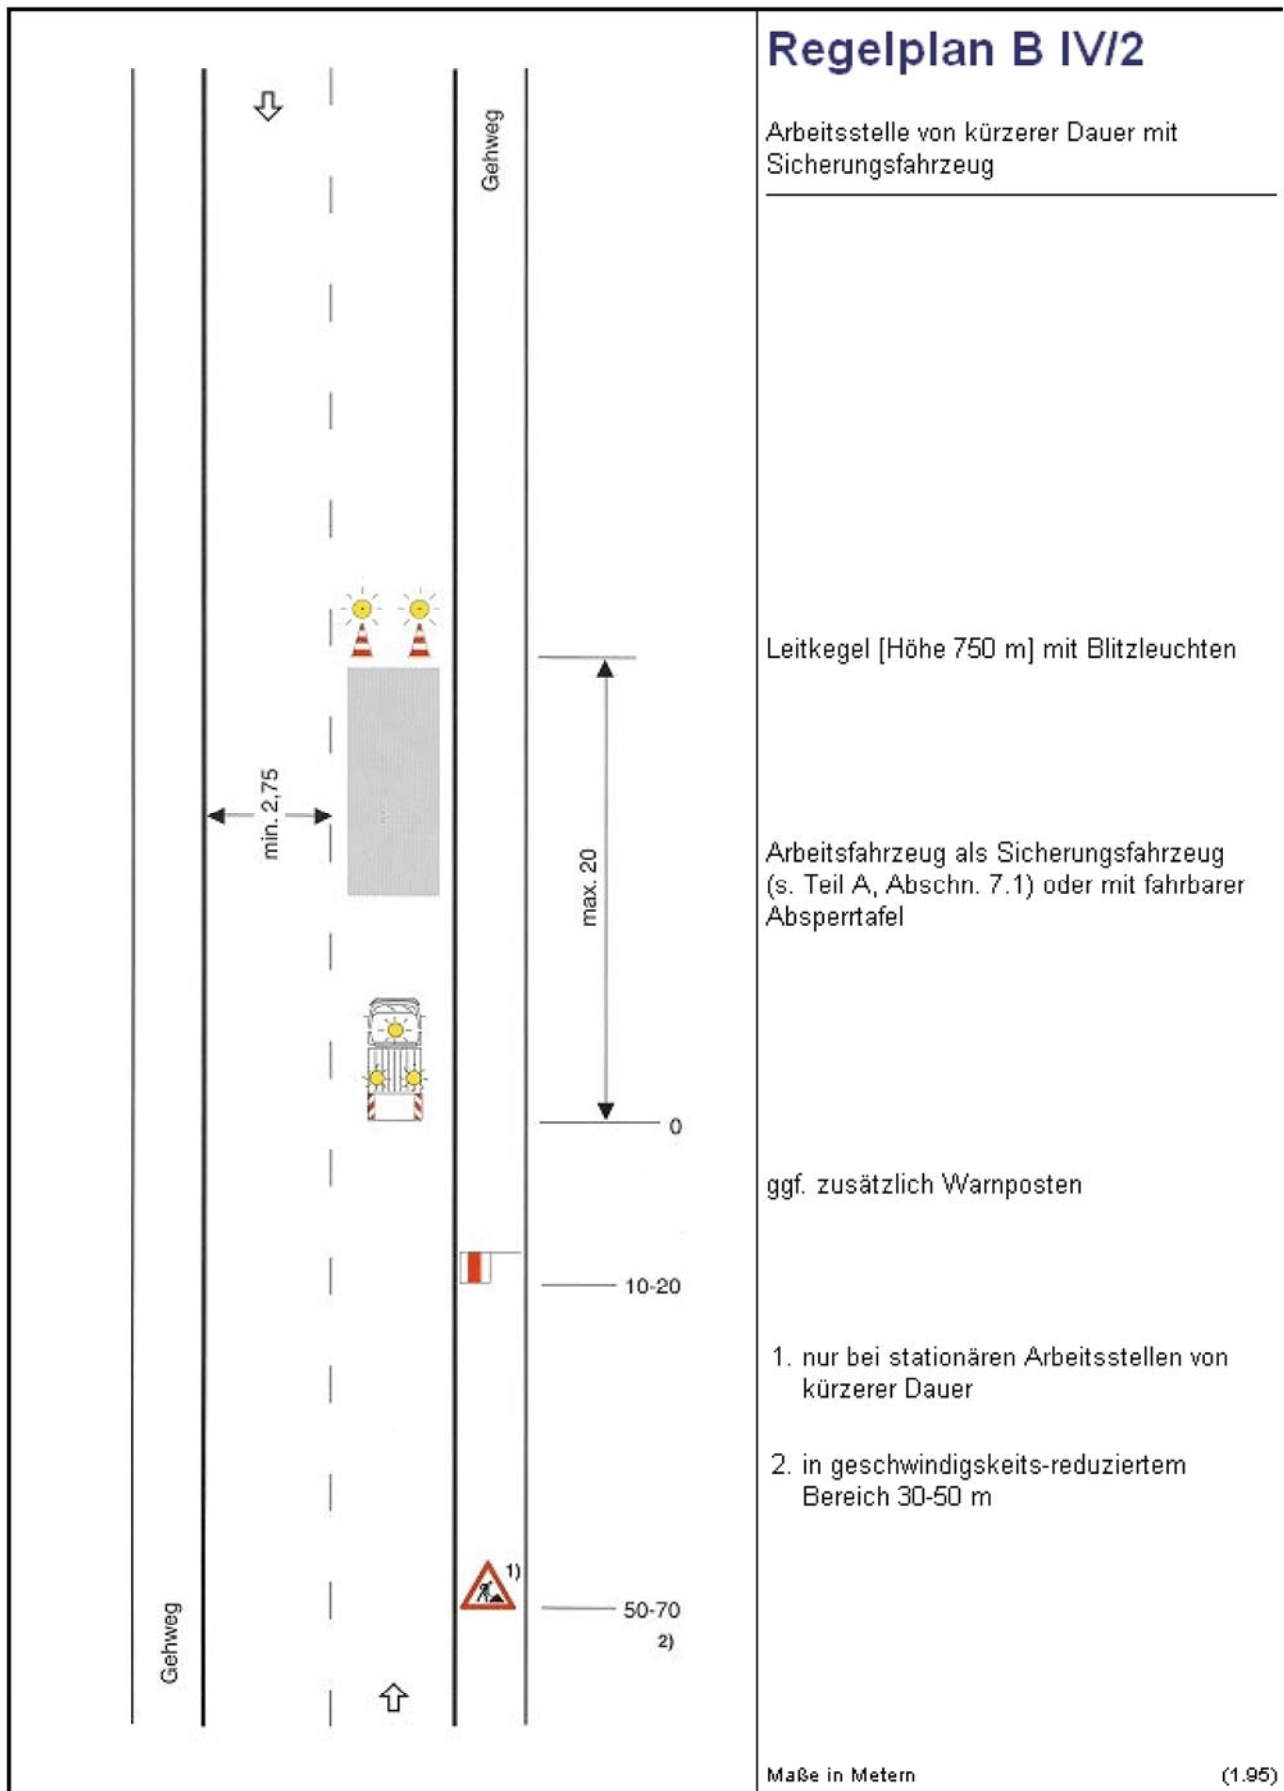 Regelplan B IV/2
Arbeitsstelle von kürzerer Dauer mit
Sicherungsfahrzeug
Gehweg
Leitkegel [Höhe 750 m] mit Blitzleuchten
min. 2,75
max. 20
Arbeitsfahrzeug als Sicherungsfahrzeug
(s. Teil A, Abschn. 7.1) oder mit fahrbarer
Absperrtafel
0
ggf. zusätzlich Warnposten
10-20
1. nur bei stationären Arbeitsstellen von
kürzerer Dauer
2. in geschwindigskeits-reduziertem
Bereich 30-50 m
1)
50-70
2)
Gehweg
Maße in Metern (1.95)